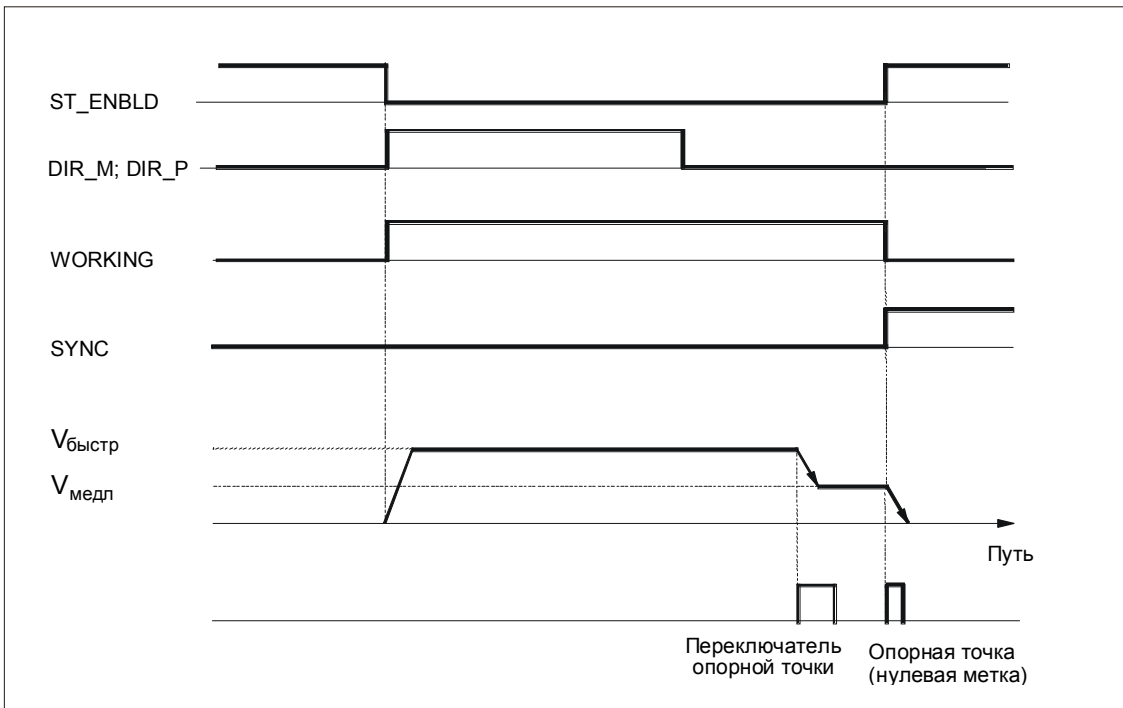 ST_ENBLD
DIR_M; DIR_P
WORKING
SYNC
Vбыстр
Vмедл
Путь
Переключатель
опорной точки
Опорная точка
(нулевая метка)